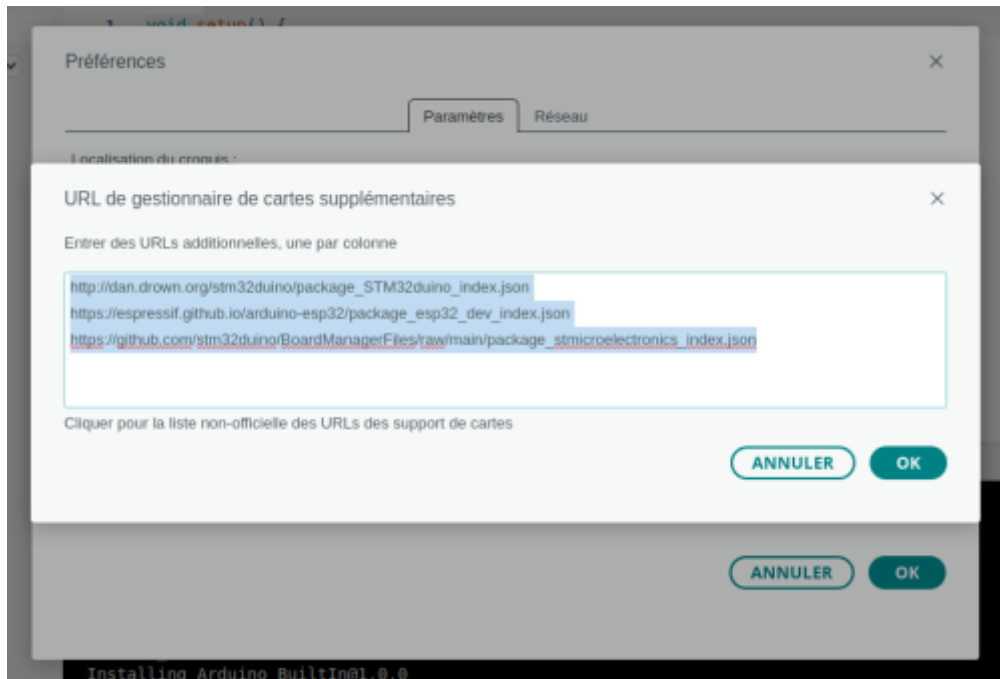 1 void setup() {
Préférences
Paramètres Réseau
Localisation du croquis :
URL de gestionnaire de cartes supplémentaires
Entrer des URLs additionnelles, une par colonne
http://dan.drown.org/stm32duino/package_STM32duino_index.json
https://espressif.github.io/arduino-esp32/package_esp32_dev_index.json
https://github.com/stm32duino/BoardManagerFiles/raw/main/package_stmicroelectronics_index.json
Cliquer pour la liste non-officielle des URLs des support de cartes
ANNULER OK
ANNULER OK
Installing Arduino_BuiltIn@1.0.0